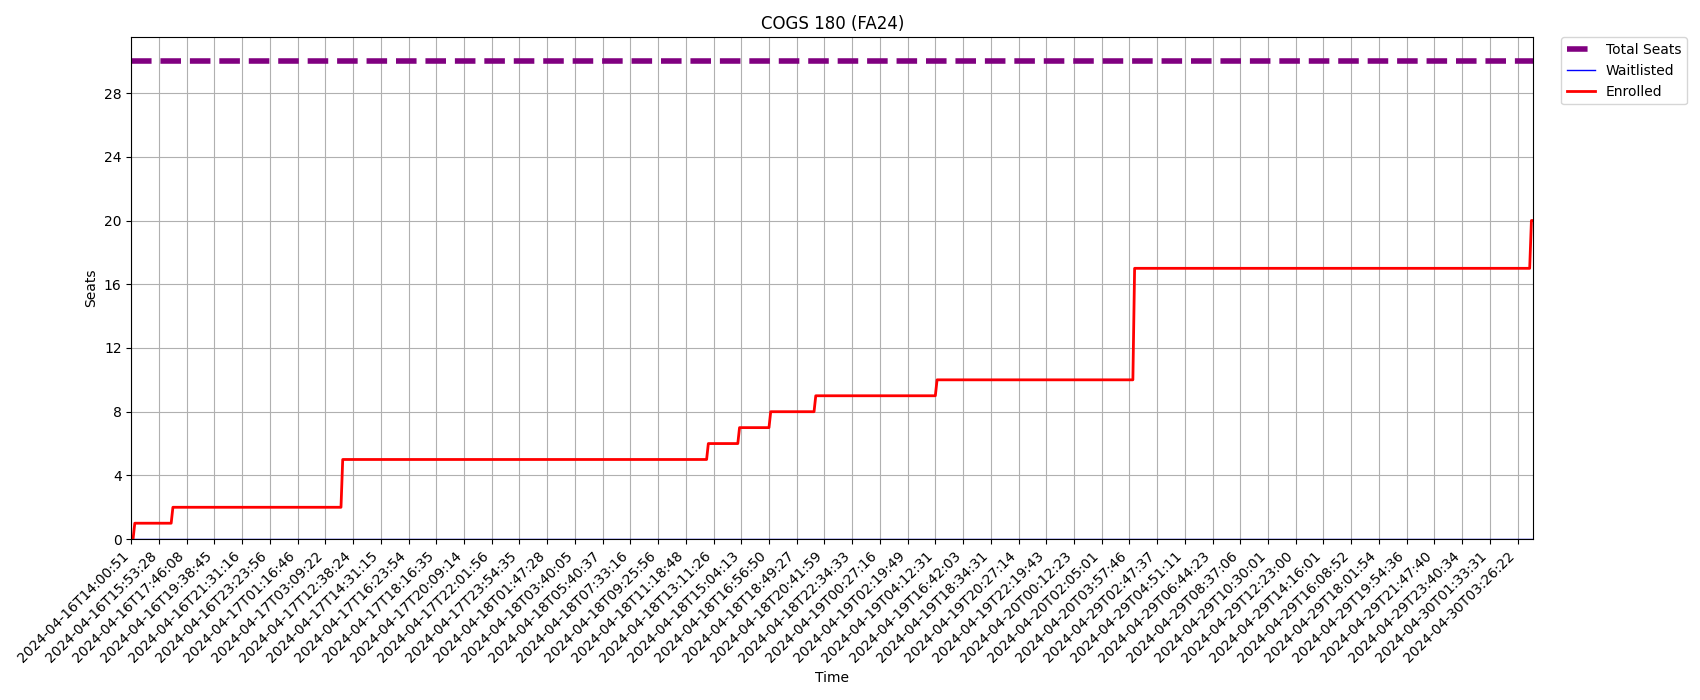 COGS 180 (FA24)
Total Seats
Waitlisted
Enrolled
Seats
28
24
20
16
12
8
4
0
2024-04-16T14:00:51
2024-04-16T15:53:28
2024-04-16T17:46:08
2024-04-16T19:38:45
2024-04-16T21:31:16
2024-04-16T23:23:56
2024-04-17T01:16:46
2024-04-17T03:09:22
2024-04-17T12:38:24
2024-04-17T14:31:15
2024-04-17T16:23:54
2024-04-17T18:16:35
2024-04-17T20:09:14
2024-04-17T22:01:56
2024-04-17T23:54:35
2024-04-18T01:47:28
2024-04-18T03:40:05
2024-04-18T05:40:37
2024-04-18T07:33:16
2024-04-18T09:25:56
2024-04-18T11:18:48
2024-04-18T13:11:26
2024-04-18T15:04:13
2024-04-18T16:56:50
2024-04-18T18:49:27
2024-04-18T20:41:59
2024-04-18T22:34:33
2024-04-19T00:27:16
2024-04-19T02:19:49
2024-04-19T04:12:31
2024-04-19T16:42:03
2024-04-19T18:34:31
2024-04-19T20:27:14
2024-04-19T22:19:43
2024-04-20T00:12:23
2024-04-20T02:05:01
2024-04-20T03:57:46
2024-04-29T02:47:37
2024-04-29T04:51:11
2024-04-29T06:44:23
2024-04-29T08:37:06
2024-04-29T10:30:01
2024-04-29T12:23:00
2024-04-29T14:16:01
2024-04-29T16:08:52
2024-04-29T18:01:54
2024-04-29T19:54:36
2024-04-29T21:47:40
2024-04-29T23:40:34
2024-04-30T01:33:31
2024-04-30T03:26:22
Time